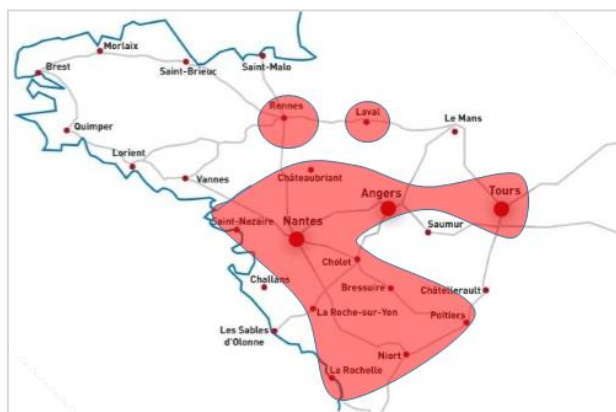 Morlaix
Brest
Saint-Brieuc
Saint-Malo
Rennes
Laval
Le Mans
Quimper
Lorient
Vannes
Châteaubriant
Angers
Tours
Saint-Nazaire
Nantes
Saumur
Cholet
Challans
Bressuire
Châtellerault
La Roche-sur-Yon
Poitiers
Les Sables
d'Olonne
Niort
La Rochelle